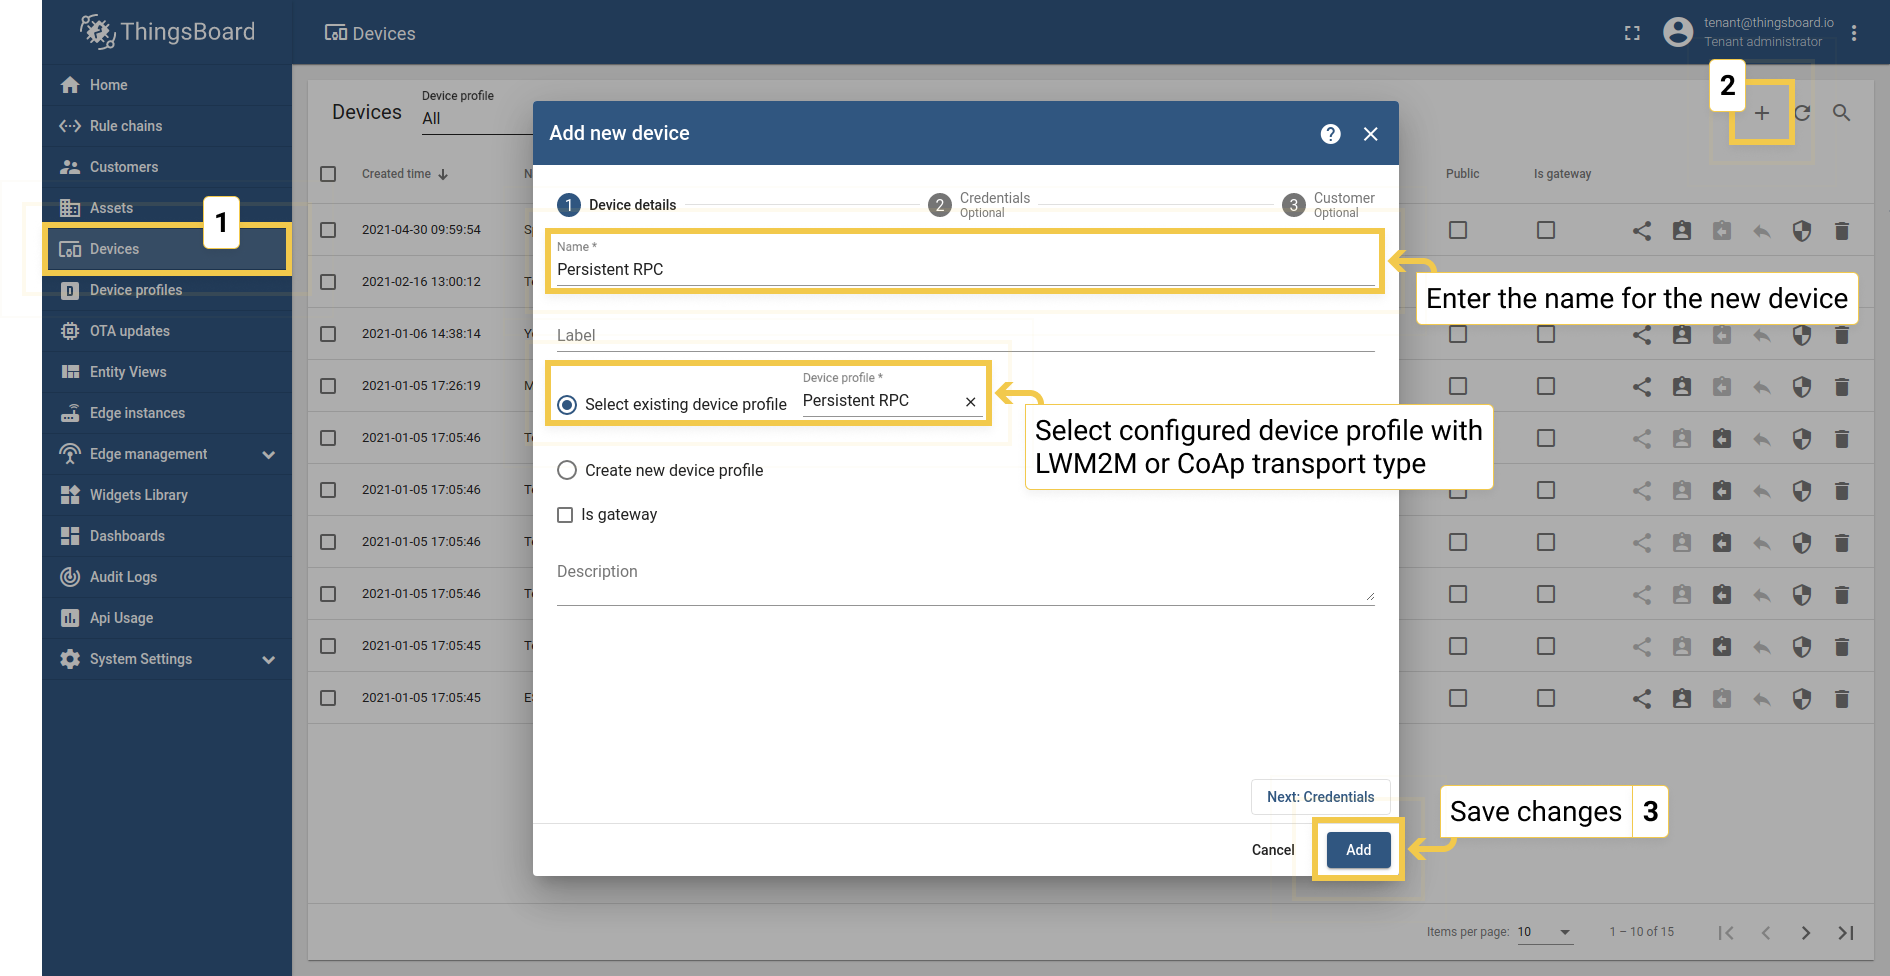 ThingsBoard
Devices
tenant@thingsboard.io
Tenant administrator
Home
Rule chains
Customers
Assets
Devices
Device profiles
OTA updates
Entity Views
Edge instances
Edge management
Widgets Library
Dashboards
Audit Logs
Api Usage
System Settings
1
2
Devices
Device profile
All
Created time
Public
Is gateway
2021-04-30 09:59:54
2021-02-16 13:00:12
2021-01-06 14:38:14
2021-01-05 17:26:19
2021-01-05 17:05:46
2021-01-05 17:05:46
2021-01-05 17:05:46
2021-01-05 17:05:46
2021-01-05 17:05:45
2021-01-05 17:05:45
Add new device
1 Device details
2 Credentials
Optional
3 Customer
Optional
Name *
Persistent RPC
Enter the name for the new device
Label
Select existing device profile
Device profile *
Persistent RPC
Select configured device profile with
LWM2M or CoAp transport type
Create new device profile
Is gateway
Description
Next: Credentials
Cancel
Add
Save changes 3
Items per page: 10
1 – 10 of 15